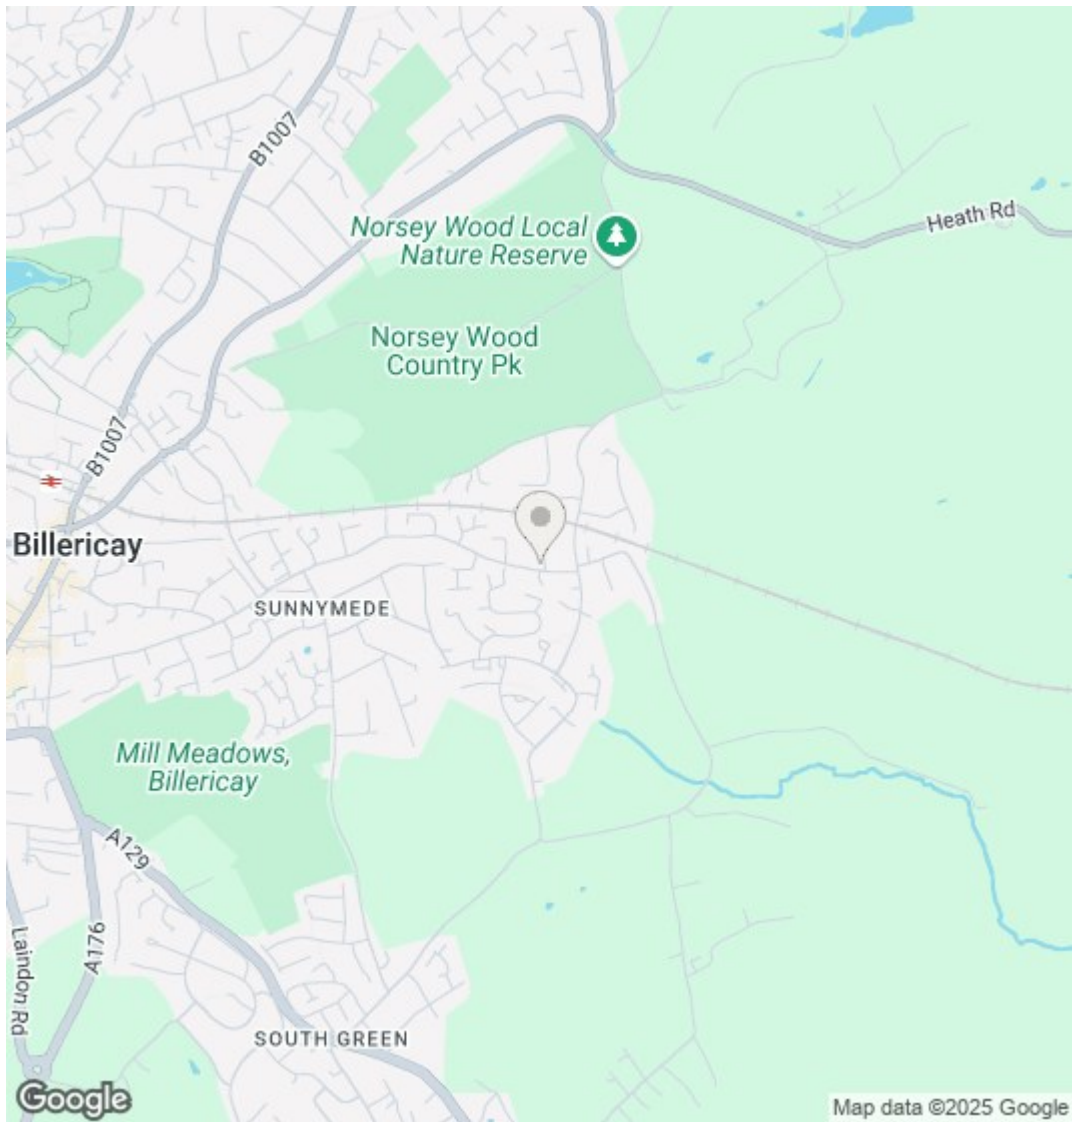 B1007
Norsey Wood Local
Nature Reserve
Heath Rd
Norsey Wood
Country Pk
B1007
Billericay
SUNNYMEDE
Mill Meadows,
Billericay
A129
A176
Laindon Rd
SOUTH GREEN
Google
Map data ©2025 Google